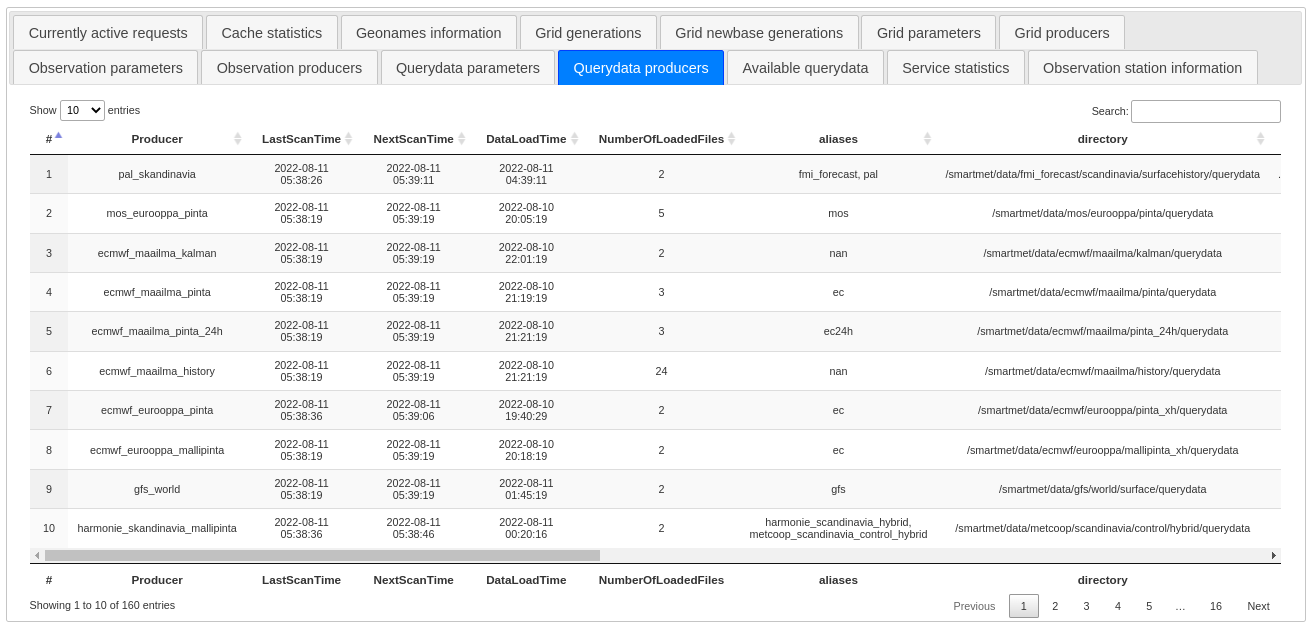 Currently active requests Cache statistics Geonames information Grid generations Grid newbase generations Grid parameters Grid producers
Observation parameters Observation producers Querydata parameters Querydata producers Available querydata Service statistics Observation station information
Show 10 entries Search:
# Producer LastScanTime NextScanTime DataLoadTime NumberOfLoadedFiles aliases directory
1 pal_skandinavia 2022-08-11 05:38:26 2022-08-11 05:39:11 2022-08-11 04:39:11 2 fmi_forecast, pal /smartmet/data/fmi_forecast/scandinavia/surfacehistory/querydata .
2 mos_eurooppa_pinta 2022-08-11 05:38:19 2022-08-11 05:39:19 2022-08-10 20:05:19 5 mos /smartmet/data/mos/eurooppa/pinta/querydata
3 ecmwf_maailma_kalman 2022-08-11 05:38:19 2022-08-11 05:39:19 2022-08-10 22:01:19 2 nan /smartmet/data/ecmwf/maailma/kalman/querydata
4 ecmwf_maailma_pinta 2022-08-11 05:38:19 2022-08-11 05:39:19 2022-08-10 21:19:19 3 ec /smartmet/data/ecmwf/maailma/pinta/querydata
5 ecmwf_maailma_pinta_24h 2022-08-11 05:38:19 2022-08-11 05:39:19 2022-08-10 21:21:19 3 ec24h /smartmet/data/ecmwf/maailma/pinta_24h/querydata
6 ecmwf_maailma_history 2022-08-11 05:38:19 2022-08-11 05:39:19 2022-08-10 21:21:19 24 nan /smartmet/data/ecmwf/maailma/history/querydata
7 ecmwf_eurooppa_pinta 2022-08-11 05:38:36 2022-08-11 05:39:06 2022-08-10 19:40:29 2 ec /smartmet/data/ecmwf/eurooppa/pinta_xh/querydata
8 ecmwf_eurooppa_mallipinta 2022-08-11 05:38:19 2022-08-11 05:39:19 2022-08-10 20:18:19 2 ec /smartmet/data/ecmwf/eurooppa/mallipinta_xh/querydata
9 gfs_world 2022-08-11 05:38:19 2022-08-11 05:39:19 2022-08-11 01:45:19 2 gfs /smartmet/data/gfs/world/surface/querydata
10 harmonie_skandinavia_mallipinta 2022-08-11 05:38:36 2022-08-11 05:38:46 2022-08-11 00:20:16 2 harmonie_scandinavia_hybrid, metcoop_scandinavia_control_hybrid /smartmet/data/metcoop/scandinavia/control/hybrid/querydata
# Producer LastScanTime NextScanTime DataLoadTime NumberOfLoadedFiles aliases directory
Showing 1 to 10 of 160 entries Previous 1 2 3 4 5 … 16 Next